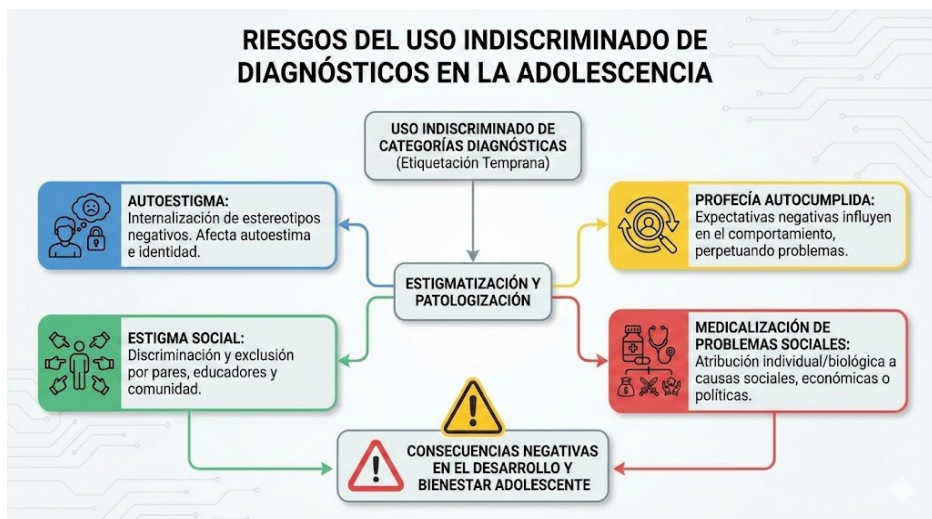 RIESGOS DEL USO INDISCRIMINADO DE
DIAGNÓSTICOS EN LA ADOLESCENCIA
USO INDISCRIMINADO DE
CATEGORÍAS DIAGNÓSTICAS
(Etiquetación Temprana)
AUTOESTIGMA:
Internalización de estereotipos
negativos. Afecta autoestima
e identidad.
PROFECÍA AUTOCUMPLIDA:
Expectativas negativas influyen
en el comportamiento,
perpetuando problemas.
ESTIGMATIZACIÓN Y
PATOLOGIZACIÓN
ESTIGMA SOCIAL:
Discriminación y exclusión
por pares, educadores y
comunidad.
MEDICALIZACIÓN DE
PROBLEMAS SOCIALES:
Atribución individual/biológica a
causas sociales, económicas o
políticas.
CONSECUENCIAS NEGATIVAS
EN EL DESARROLLO Y
BIENESTAR ADOLESCENTE